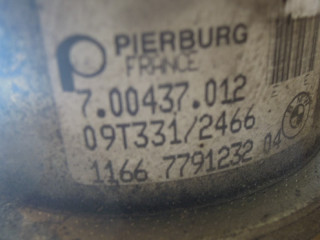 PIERBURG
FRANCE
7.00437.012
09T331/2466
1166 7791232 04